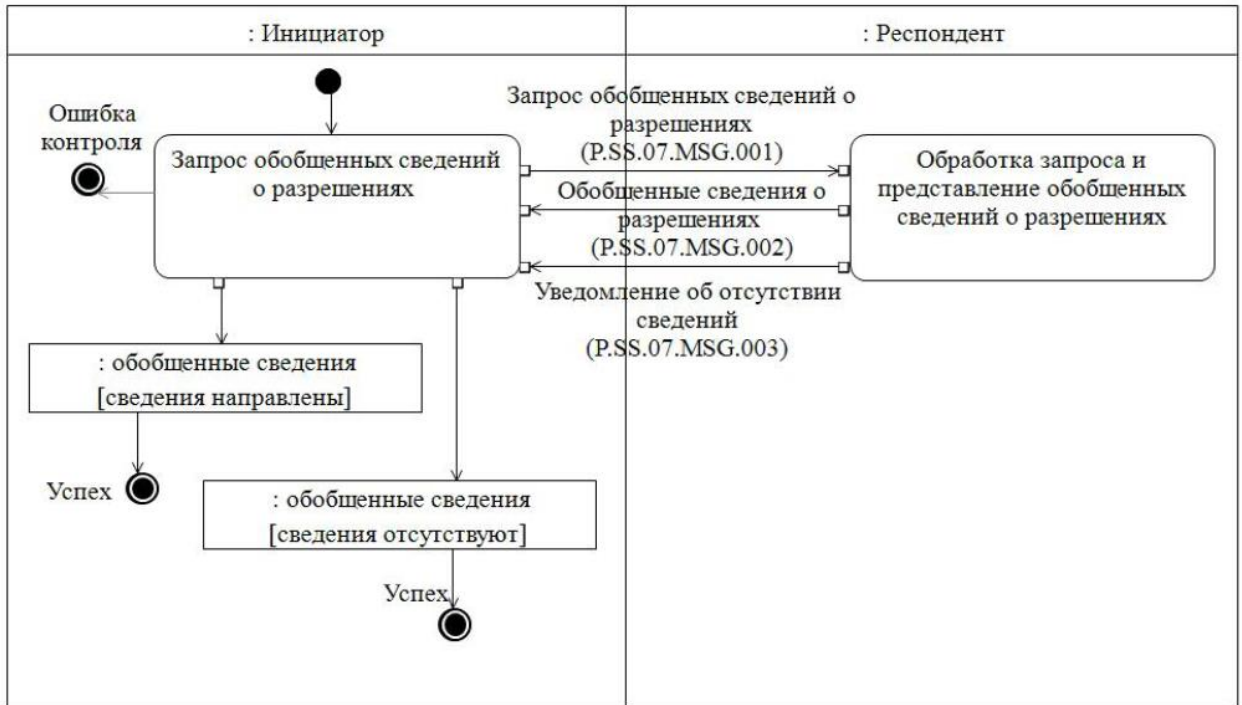 : Инициатор
: Респондент
Ошибка
контроля
Запрос обобщенных сведений
о разрешениях
Запрос обобщенных сведений о
разрешениях
(P.SS.07.MSG.001)
Обобщенные сведения о
разрешениях
(P.SS.07.MSG.002)
Уведомление об отсутствии
сведений
(P.SS.07.MSG.003)
Обработка запроса и
представление обобщенных
сведений о разрешениях
: обобщенные сведения
[сведения направлены]
Успех
: обобщенные сведения
[сведения отсутствуют]
Успех